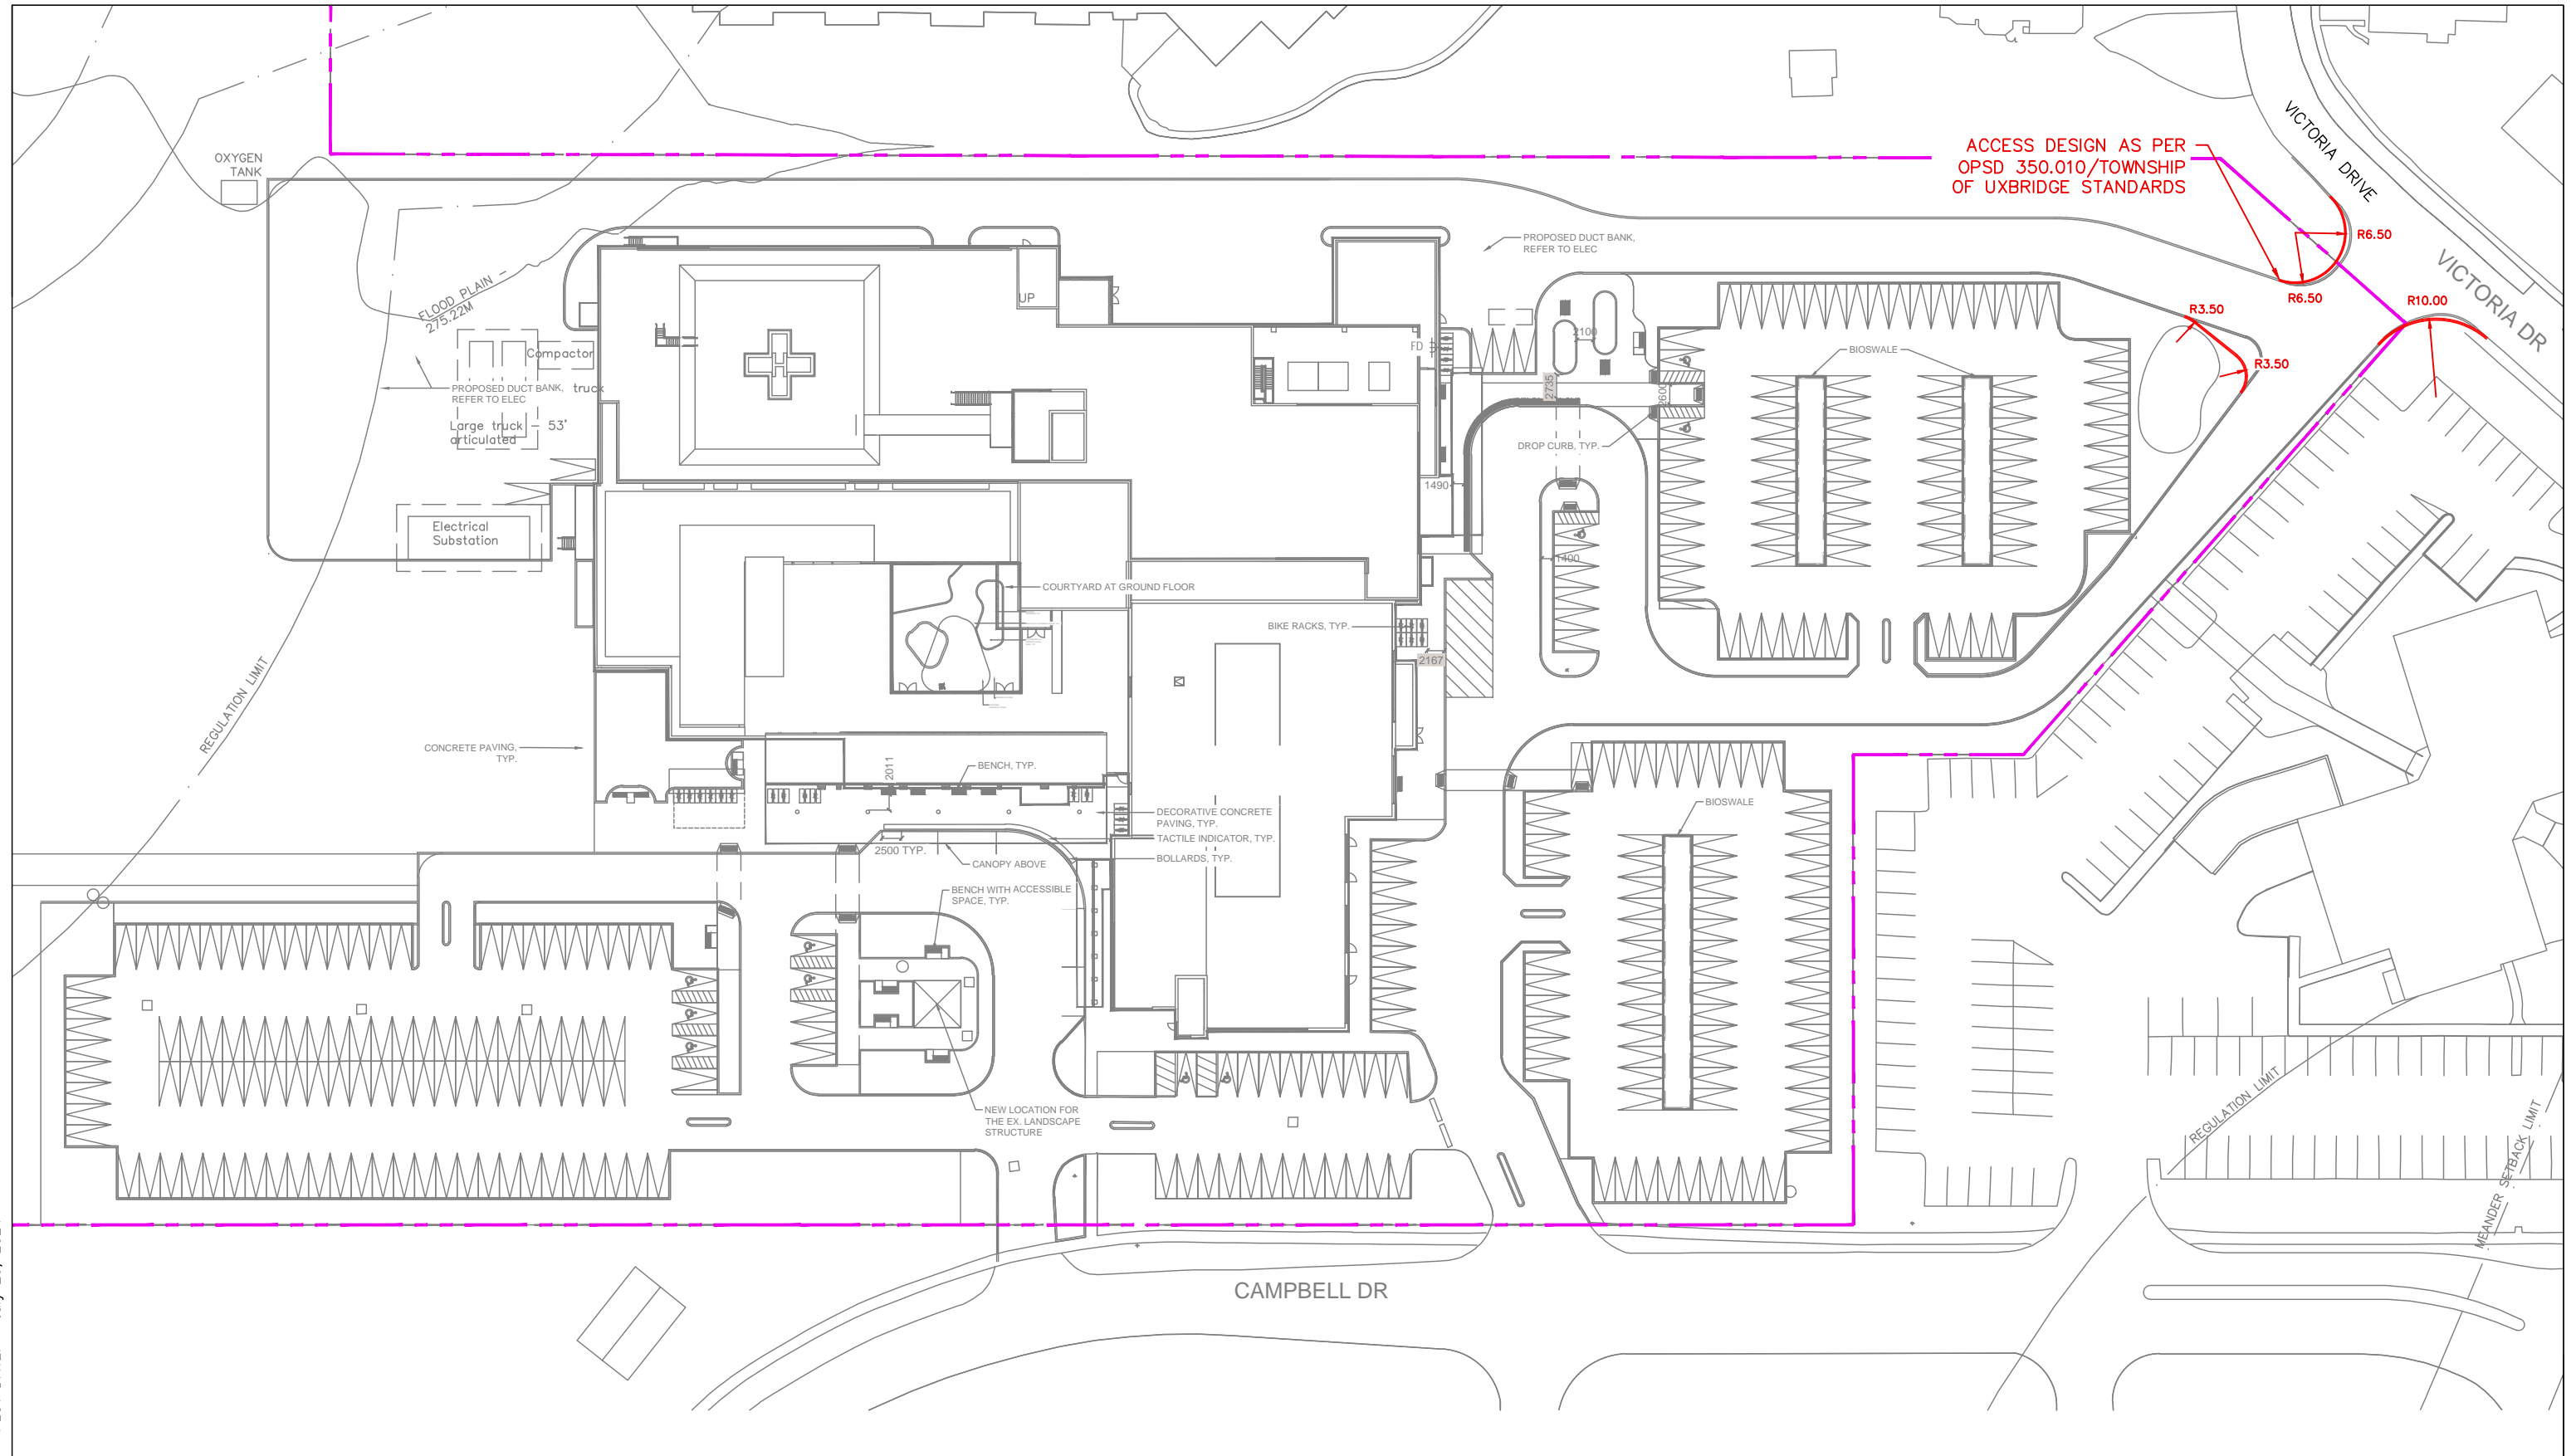 OXYGEN
TANK
VICTORIA DRIVE
ACCESS DESIGN AS PER
OPSD 350.010/TOWNSHIP
OF UXBRIDGE STANDARDS
R6.50
R6.50
VICTORIA DR
R10.00
R3.50
R3.50
PROPOSED DUCT BANK,
REFER TO ELEC
FLOOD PLAIN
275.22M
UP
Compactor
PROPOSED DUCT BANK,
REFER TO ELEC
truck
Large truck - 53'
articulated
Electrical
Substation
FD
2100
2735
2600
BIOSWALE
DROP CURB, TYP.
1490
1400
COURTYARD AT GROUND FLOOR
BIKE RACKS, TYP.
2167
REGULATION LIMIT
CONCRETE PAVING,
TYP.
2011
BENCH, TYP.
DECORATIVE CONCRETE
PAVING, TYP.
TACTILE INDICATOR, TYP.
BOLLARDS, TYP.
2500 TYP.
CANOPY ABOVE
BENCH WITH ACCESSIBLE
SPACE, TYP.
BIOSWALE
NEW LOCATION FOR
THE EX. LANDSCAPE
STRUCTURE
REGULATION LIMIT
MEANDER SETBACK LIMIT
CAMPBELL DR